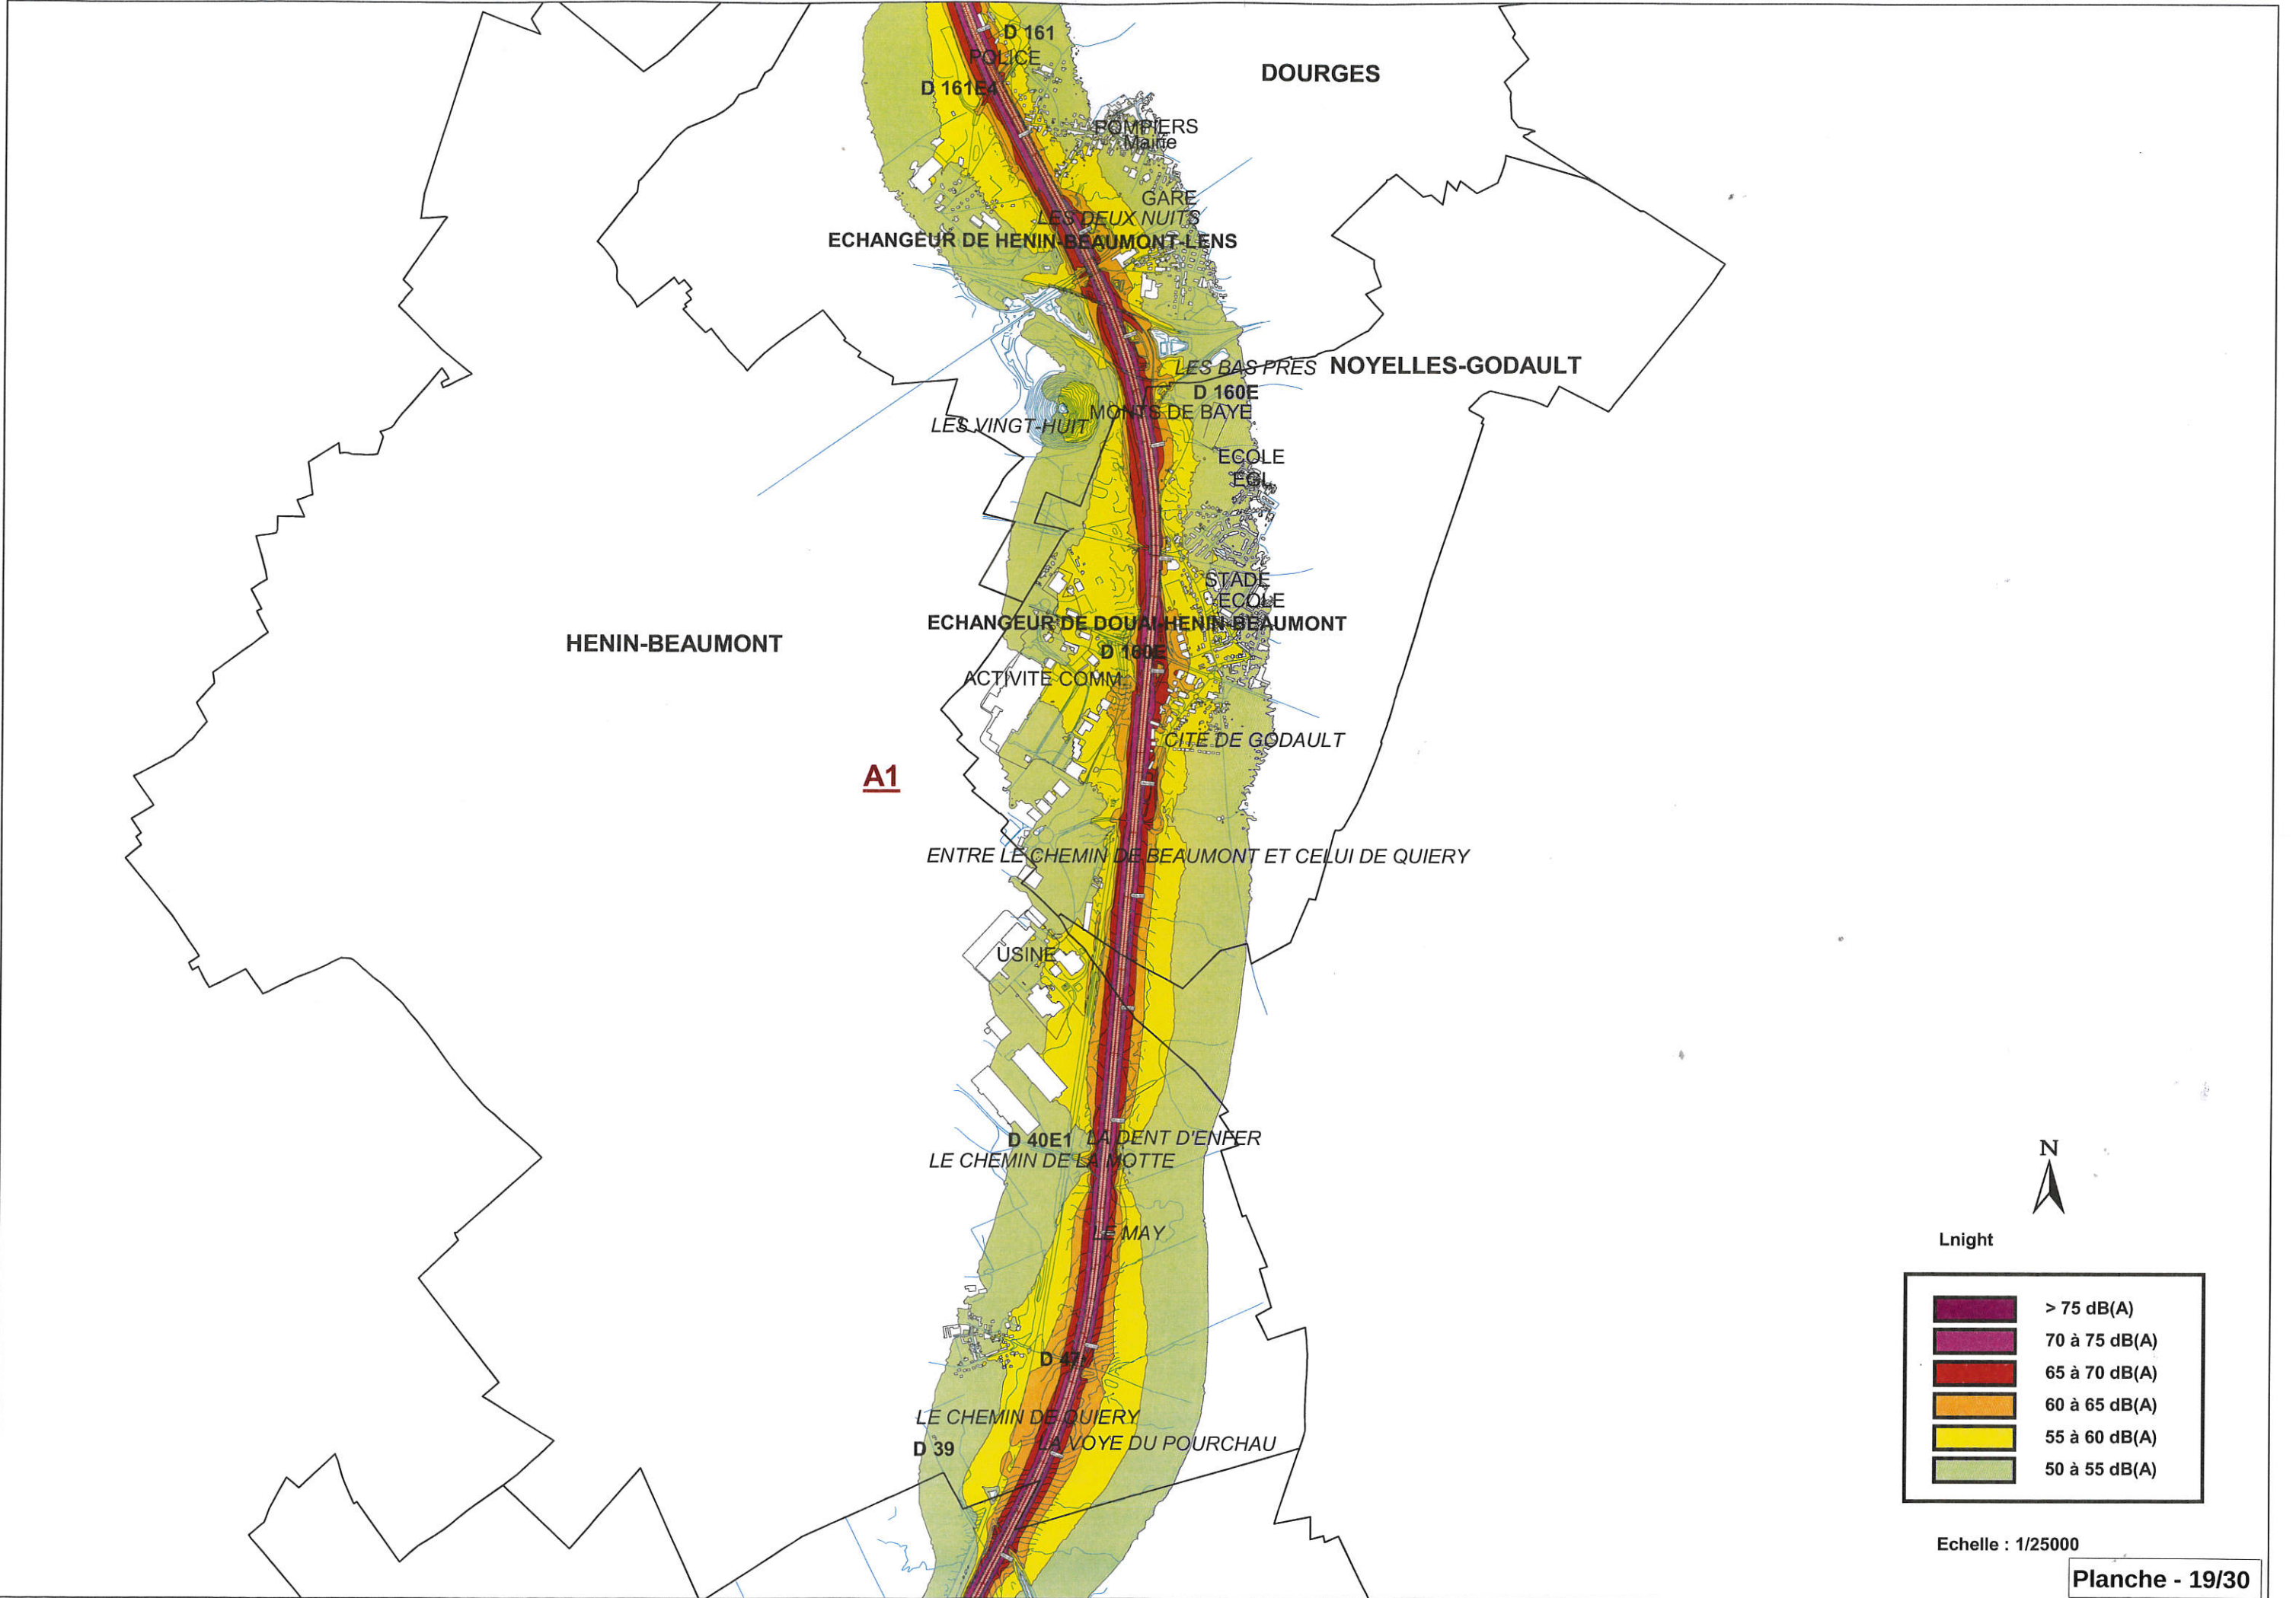 D 161
POLICE
DOURGES
D 161E4
POMPIERS
Mairie
GARE
LES DEUX NUITS
ECHANGEUR DE HENIN-BEAUMONT-LENS
LES BAS PRES
NOYELLES-GODAULT
D 160E
MONTS DE BAYE
LES VINGT-HUIT
ECOLE
EGL
STADE
ECOLE
ECHANGEUR DE DOUAI-HENIN-BEAUMONT
HENIN-BEAUMONT
D 160E
ACTIVITE COMM.
CITE DE GODAULT
A1
ENTRE LE CHEMIN DE BEAUMONT ET CELUI DE QUIERY
USINE
D 40E1
LA DENT D'ENFER
LE CHEMIN DE LA MOTTE
N
LE MAY
Lnight
> 75 dB(A)
70 à 75 dB(A)
65 à 70 dB(A)
60 à 65 dB(A)
55 à 60 dB(A)
50 à 55 dB(A)
D 47
LE CHEMIN DE QUIERY
LA VOYE DU POURCHAU
D 39
Echelle : 1/25000
Planche - 19/30